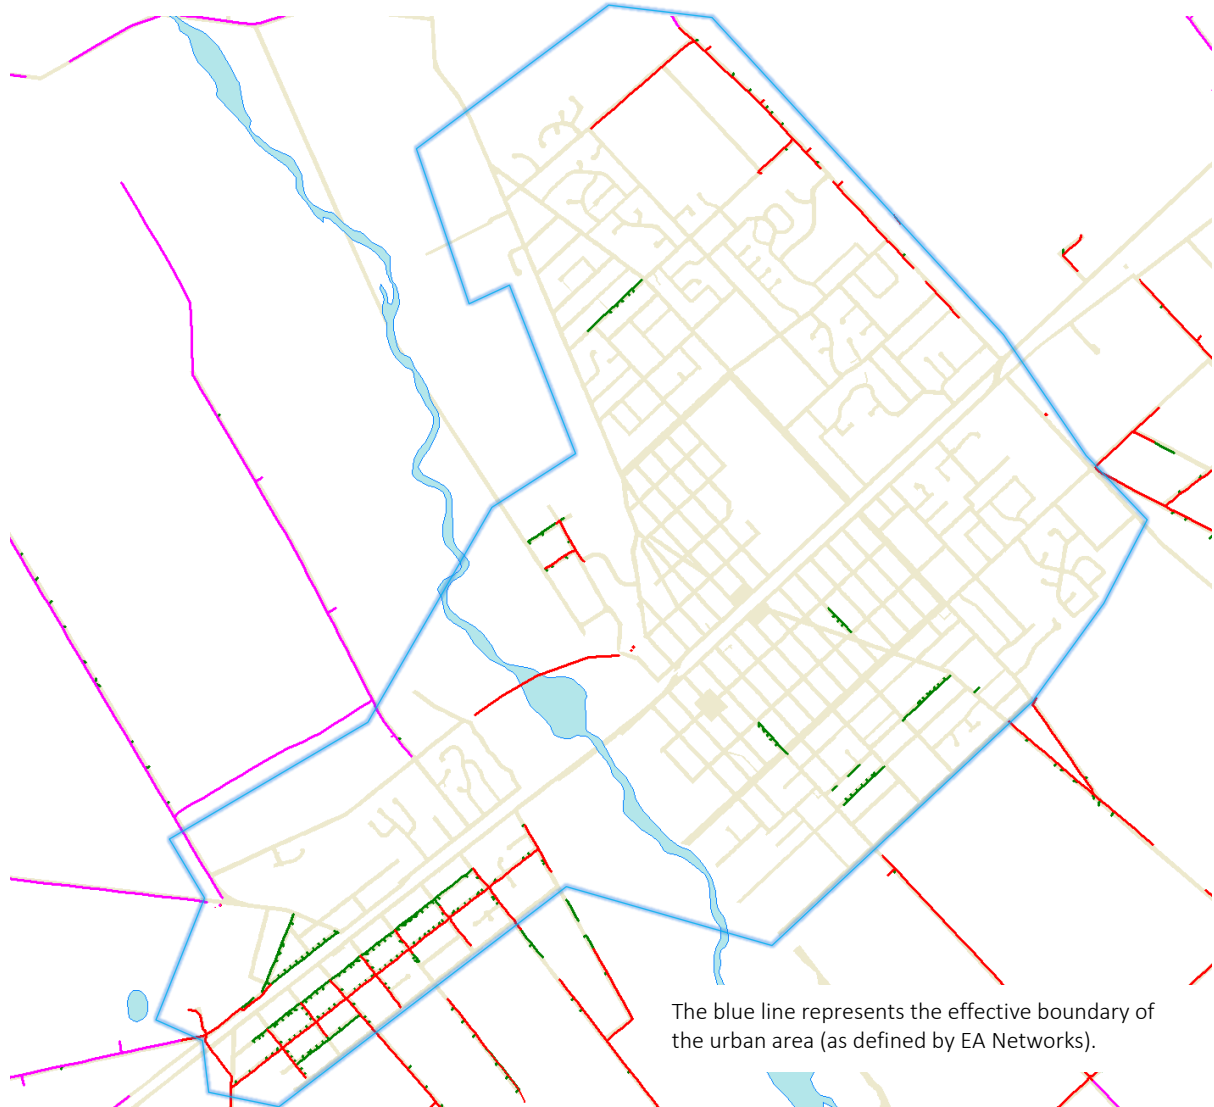 The blue line represents the effective boundary of
the urban area (as defined by EA Networks).